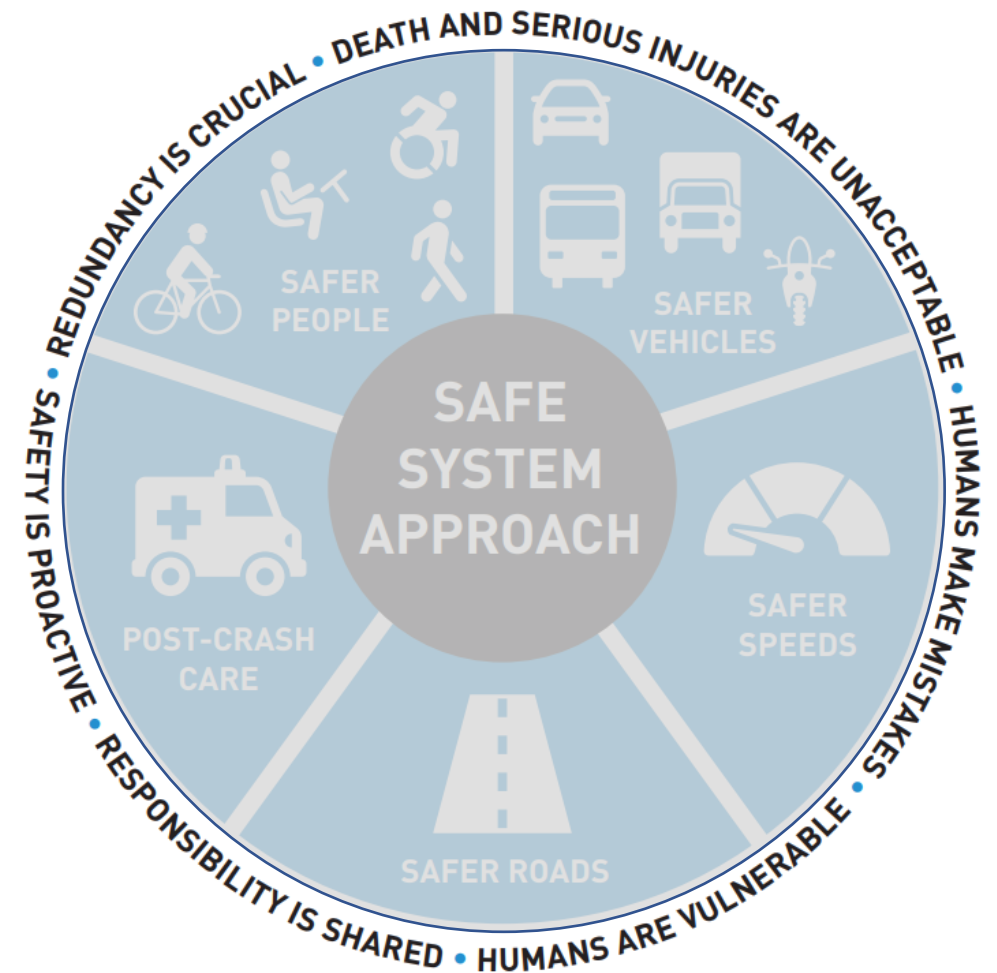 DEATH AND SERIOUS INJURIES ARE UNACCEPTABLE • HUMANS MAKE MISTAKES • HUMANS ARE VULNERABLE • RESPONSIBILITY IS SHARED • SAFETY IS PROACTIVE • REDUNDANCY IS CRUCIAL •
SAFER
PEOPLE
SAFER
VEHICLES
SAFE
SYSTEM
APPROACH
SAFER
SPEEDS
POST-CRASH
CARE
SAFER ROADS